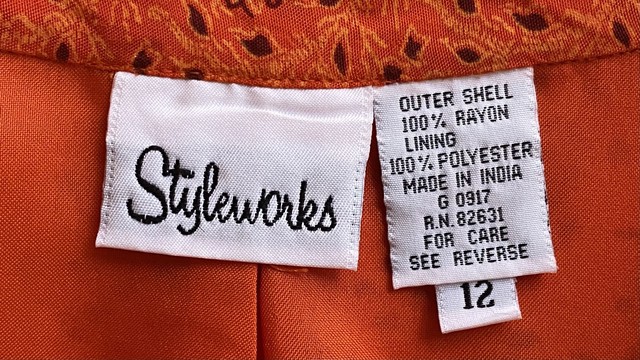 Styleworks
OUTER SHELL
100% RAYON
LINING
100% POLYESTER
MADE IN INDIA
G 0917
R.N. 82631
FOR CARE
SEE REVERSE
12